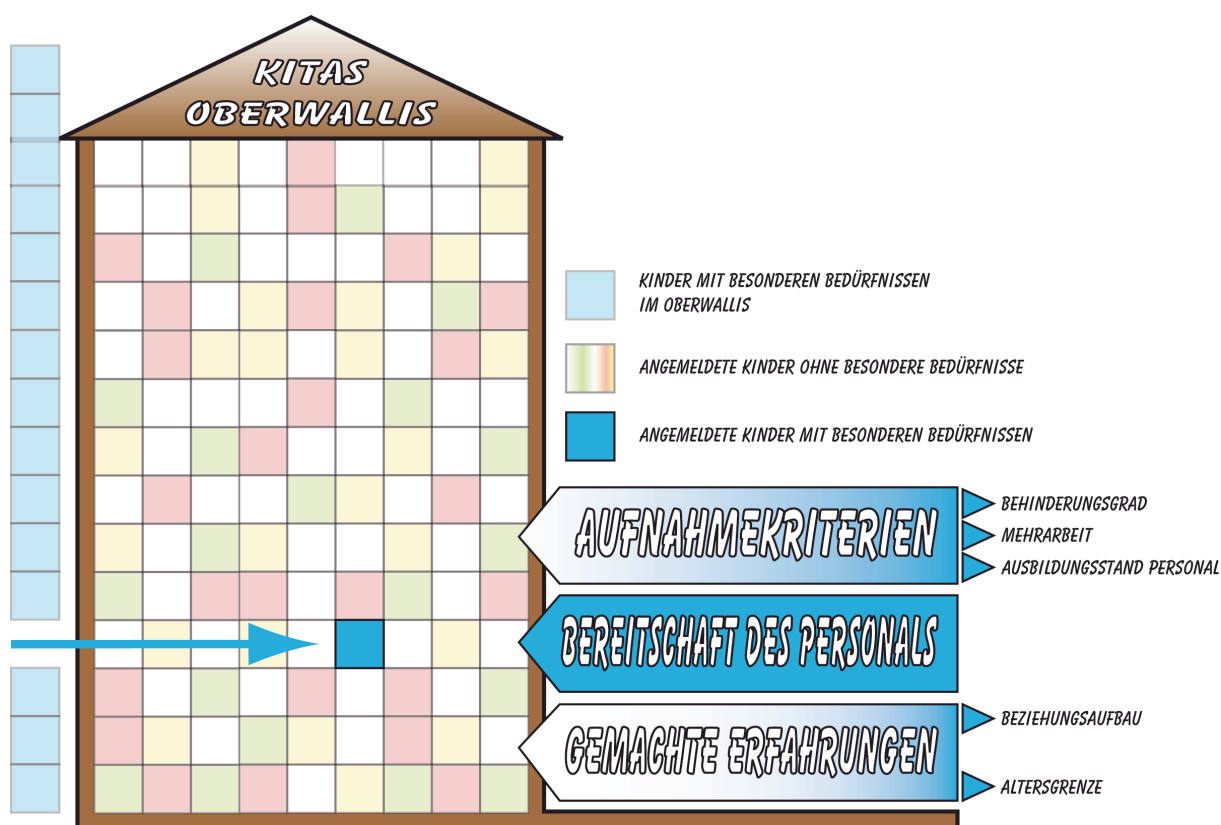 KITAS
OBERWALLIS
KINDER MIT BESONDEREN BEDÜRFNISSEN
IM OBERWALLIS
ANGEMELDETE KINDER OHNE BESONDERE BEDÜRFNISSE
ANGEMELDETE KINDER MIT BESONDEREN BEDÜRFNISSEN
AUFNAHMEKRITERIEN
BEHINDERUNGSGRAD
MEHRARBEIT
AUSBILDUNGSSTAND PERSONAL
BEREITSCHAFT DES PERSONALS
GEMACHTE ERFAHRUNGEN
BEZIEHUNGSAUFBAU
ALTERSGRENZE